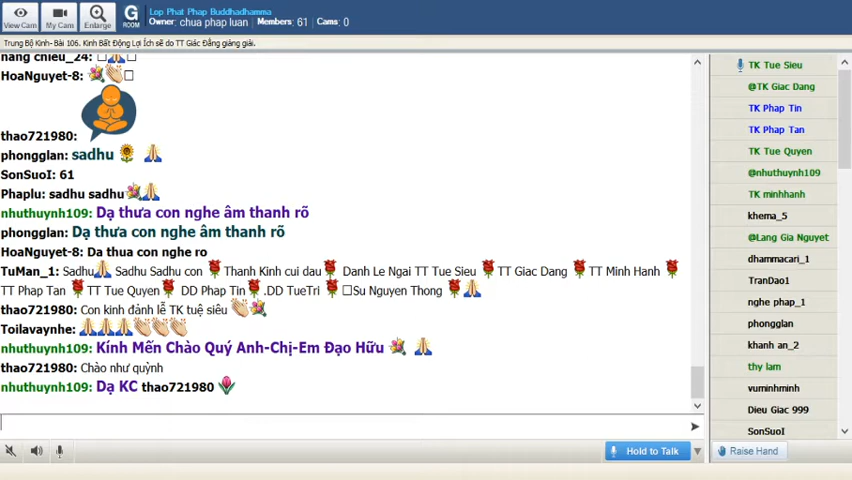 View Cam
My Cam
Enlarge
G
ROOM
Lop Phat Phap Buddhadhamma
Owner: chua phap luan Members: 61 Cams: 0
Trung Bộ Kinh- Bài 106. Kinh Bất Động Lợi Ích sẽ do TT Giác Đẳng giảng giải.
nang chieu_24:
HoaNguyet-8:
thao721980:
phongglan: sadhu
SonSuoI: 61
Phaplu: sadhu sadhu
nhuthuynh109: Dạ thưa con nghe âm thanh rõ
phongglan: Dạ thưa con nghe âm thanh rõ
HoaNguyet-8: Dạ thua con nghe ro
TuMan_1: Sadhu Sadhu Sadhu con Thanh Kinh cui dau Danh Le Ngai TT Tue Sieu TT Giac Dang TT Minh Hanh
TT Phap Tan TT Tue Quyen DD Phap Tin .DD TueTri Su Nguyen Thong
thao721980: Con kinh đảnh lễ TK tuệ siêu
Toilavaynhe:
nhuthuynh109: Kính Mến Chào Quý Anh-Chị-Em Đạo Hữu
thao721980: Chào như quỳnh
nhuthuynh109: Dạ KC thao721980
Hold to Talk
Raise Hand
TK Tue Sieu
@TK Giac Dang
TK Phap Tin
TK Phap Tan
TK Tue Quyen
@nhuthuynh109
TK minhhanh
khema_5
@Lang Gia Nguyet
dhammacari_1
TranDao1
nghe phap_1
phongglan
khanh an_2
thy lam
vuminhminh
Dieu Giac 999
SonSuoI